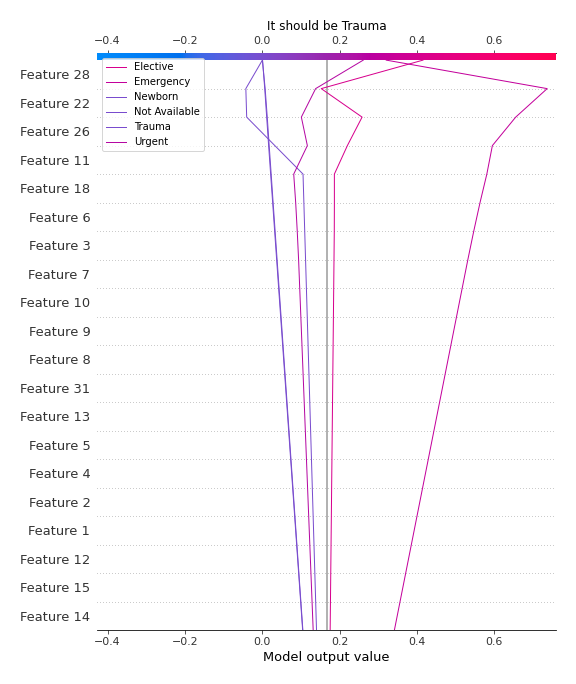 It should be Trauma
−0.4 −0.2 0.0 0.2 0.4 0.6
Elective
Emergency
Newborn
Not Available
Trauma
Urgent
Feature 28
Feature 22
Feature 26
Feature 11
Feature 18
Feature 6
Feature 3
Feature 7
Feature 10
Feature 9
Feature 8
Feature 31
Feature 13
Feature 5
Feature 4
Feature 2
Feature 1
Feature 12
Feature 15
Feature 14
−0.4 −0.2 0.0 0.2 0.4 0.6
Model output value